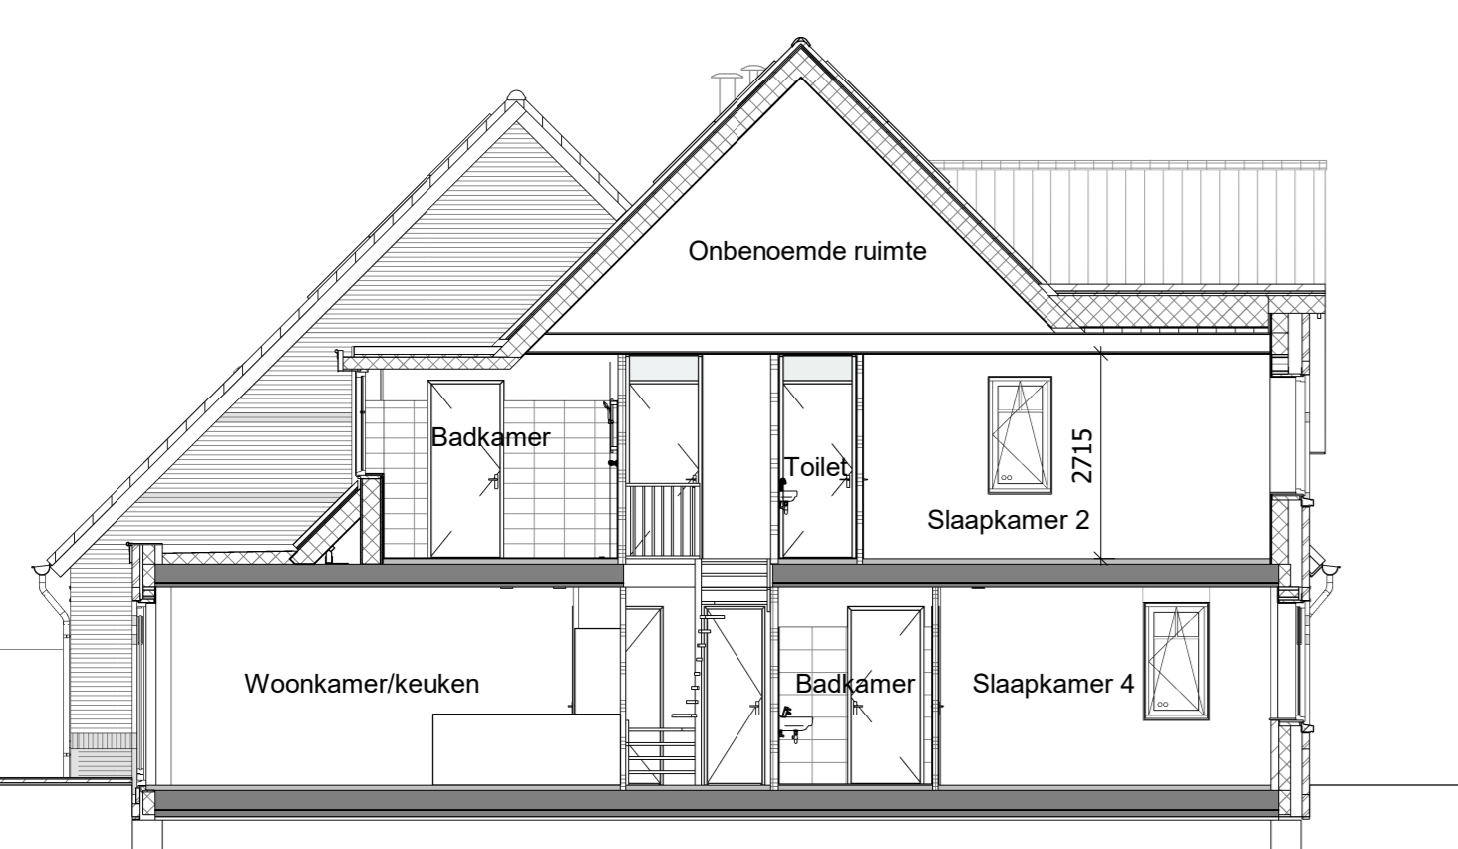 Onbenoemde ruimte
Badkamer
Toilet
2715
Slaapkamer 2
Woonkamer/keuken
Badkamer
Slaapkamer 4